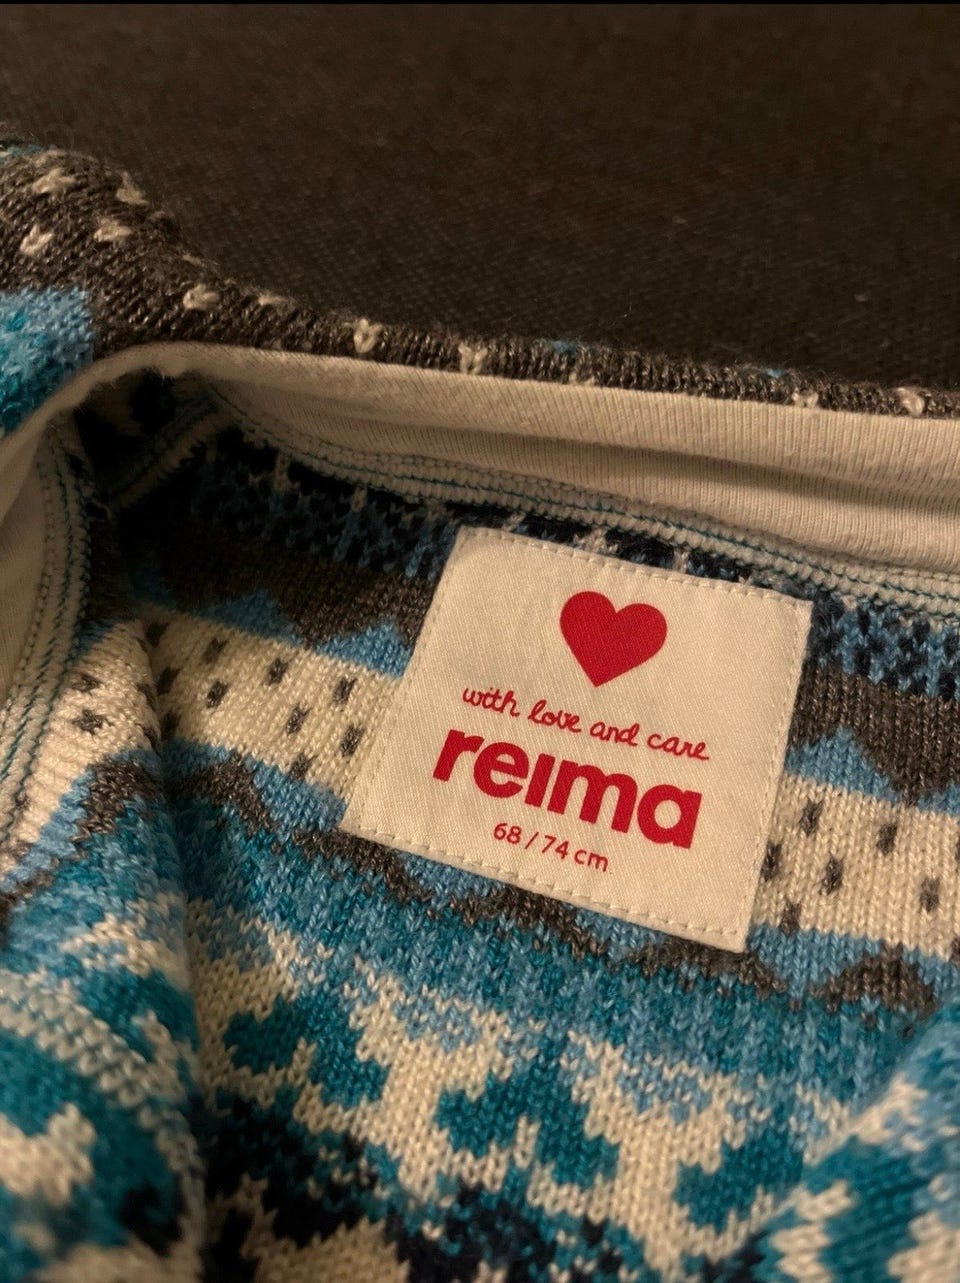 with love and care
reima
68/74 cm